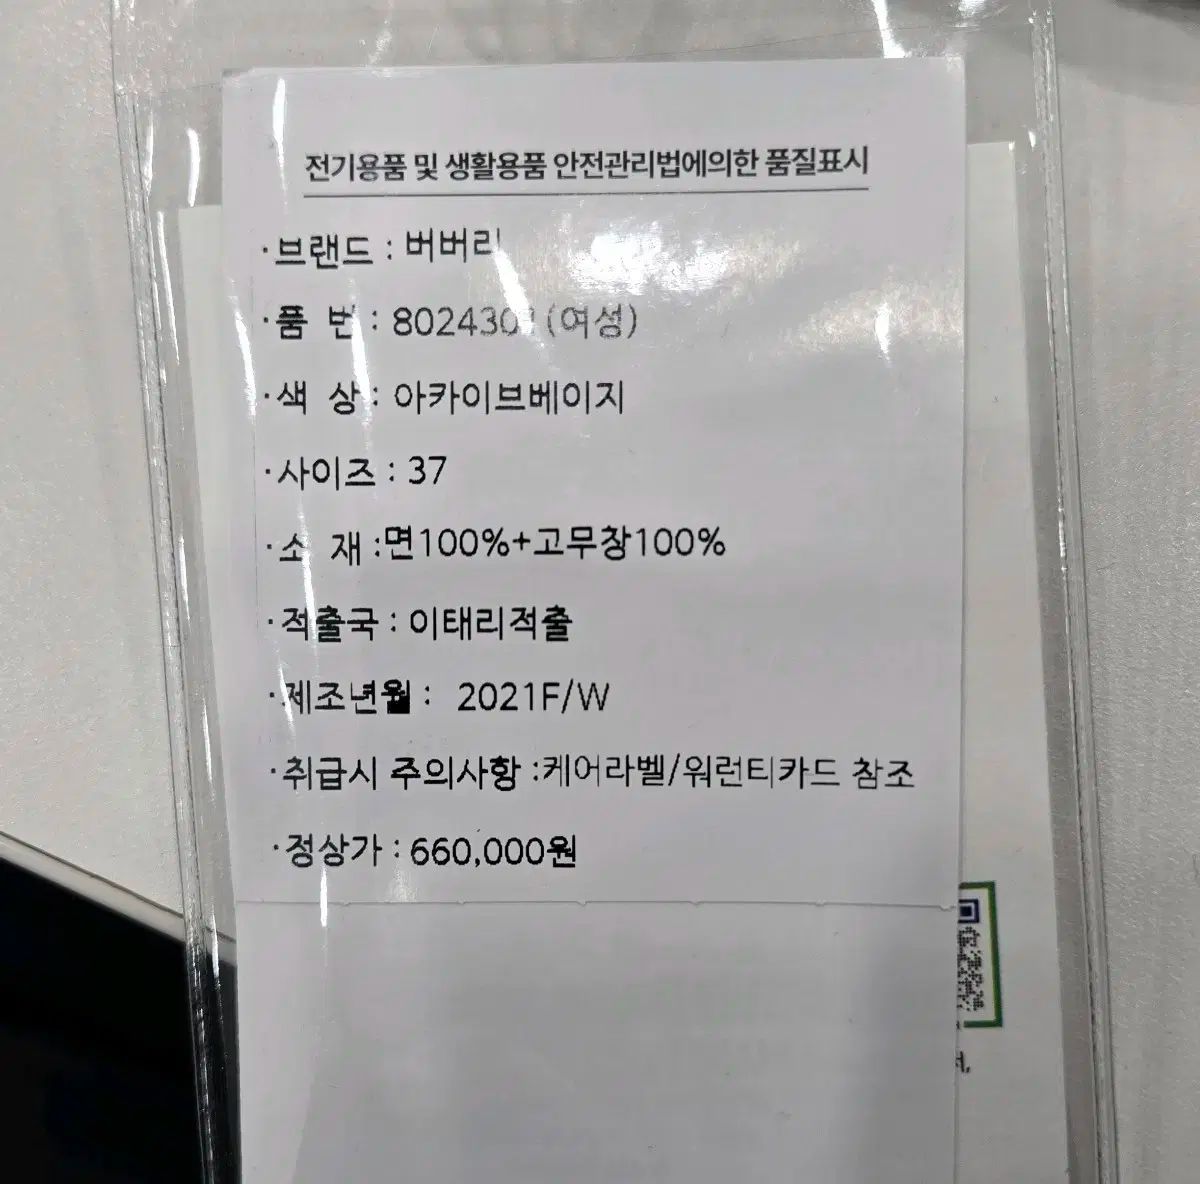 전기용품 및 생활용품 안전관리법에의한 품질표시
·브랜드 : 버버리
·품 번 : (여성)
·색 상 : 아카이브베이지
·사이즈 : 37
·소 재 :면100%+고무창100%
·적출국 : 이태리적출
·제조년월 : 2021F/W
·취급시 주의사항 :케어라벨/워런티카드 참조
·정상가 : 660,000원